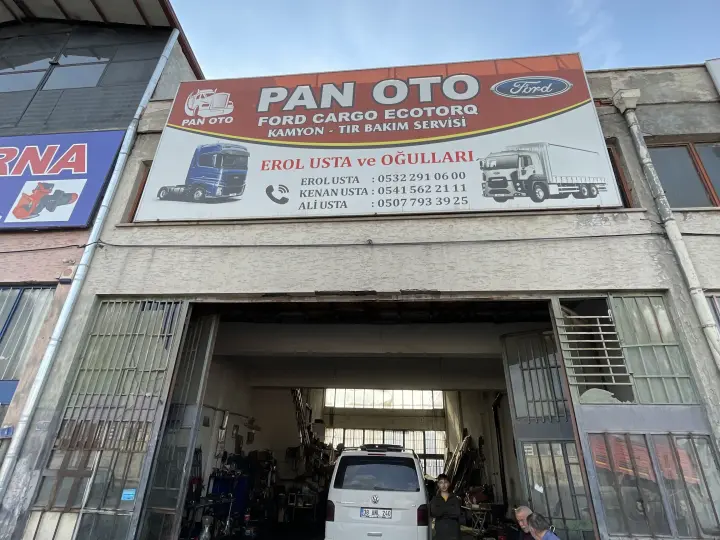 PAN OTO
Ford
FORD CARGO ECOTORQ
KAMYON - TIR BAKIM SERVİSİ
PAN OTO
EROL USTA ve OĞULLARI
EROL USTA : 0532 291 06 00
KENAN USTA : 0541 562 21 11
ALİ USTA : 0507 793 39 25
RNA